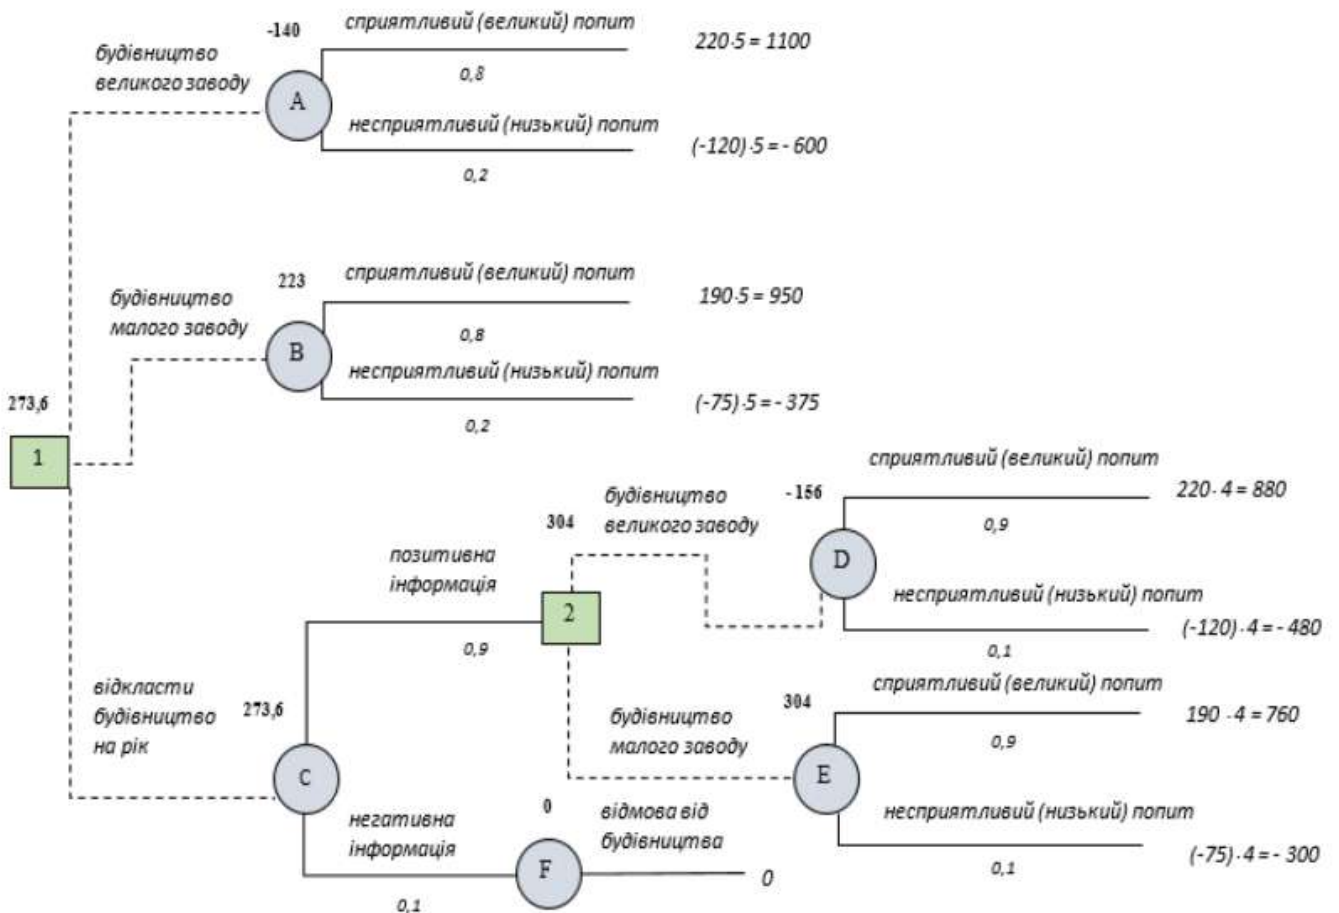 -140
сприятливий (великий) попит
220·5 = 1100
будівництво
великого заводу
0,8
A
несприятливий (низький) попит
(-120)·5 = - 600
0,2
223
сприятливий (великий) попит
190·5 = 950
будівництво
малого заводу
0,8
B
несприятливий (низький) попит
(-75)·5 = - 375
0,2
273,6
1
сприятливий (великий) попит
220· 4 = 880
будівництво
великого заводу
-156
0,9
304
D
позитивна
інформація
2
несприятливий (низький) попит
(-120) ·4 = - 480
0,9
0,1
сприятливий (великий) попит
190 ·4 = 760
відкласти
будівництво
на рік
273,6
будівництво
малого заводу
304
0,9
C
E
0
негативна
інформація
відмова від
будівництва
несприятливий (низький) попит
(-75) ·4 = - 300
F
0
0,1
0,1